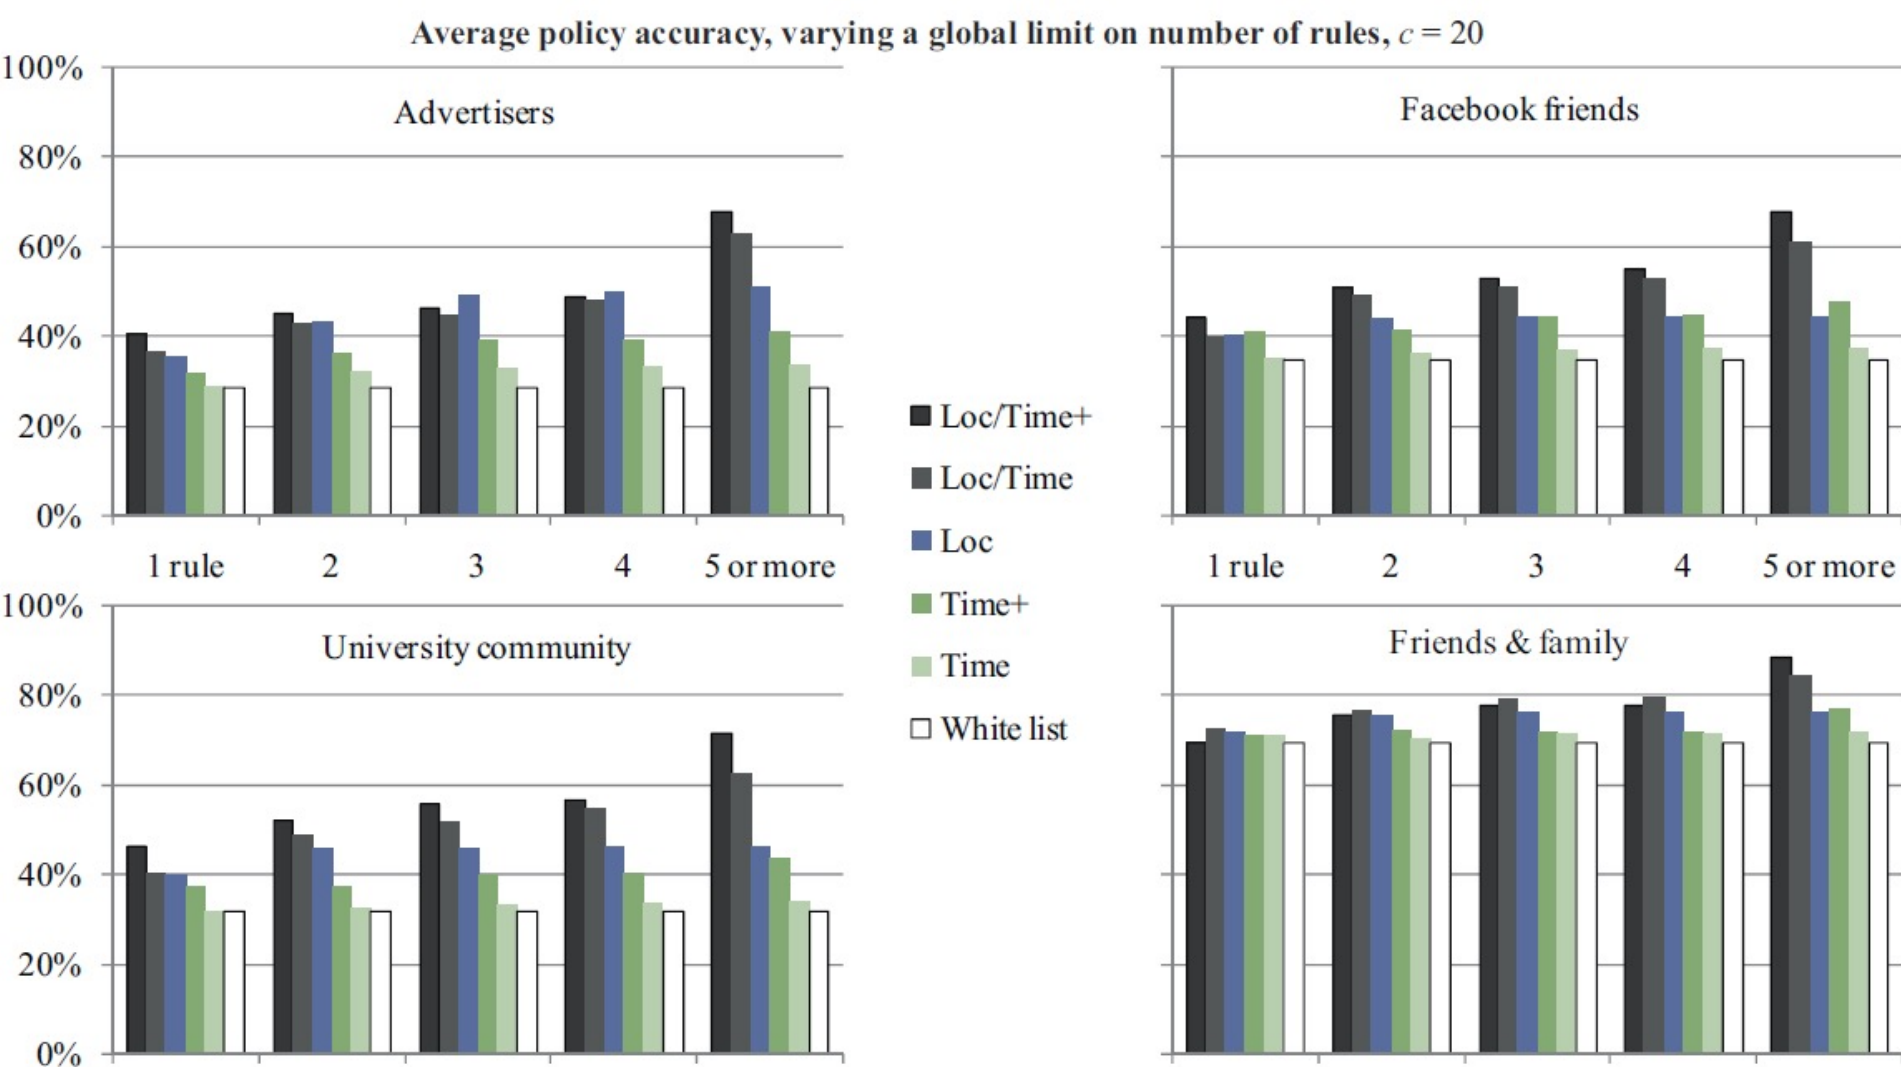 Average policy accuracy, varying a global limit on number of rules, c = 20
100%
80%
60%
40%
20%
0%
Advertisers
1 rule 2 3 4 5 or more
Facebook friends
1 rule 2 3 4 5 or more
Loc/Time+
Loc/Time
Loc
Time+
Time
White list
100%
80%
60%
40%
20%
0%
University community
Friends & family